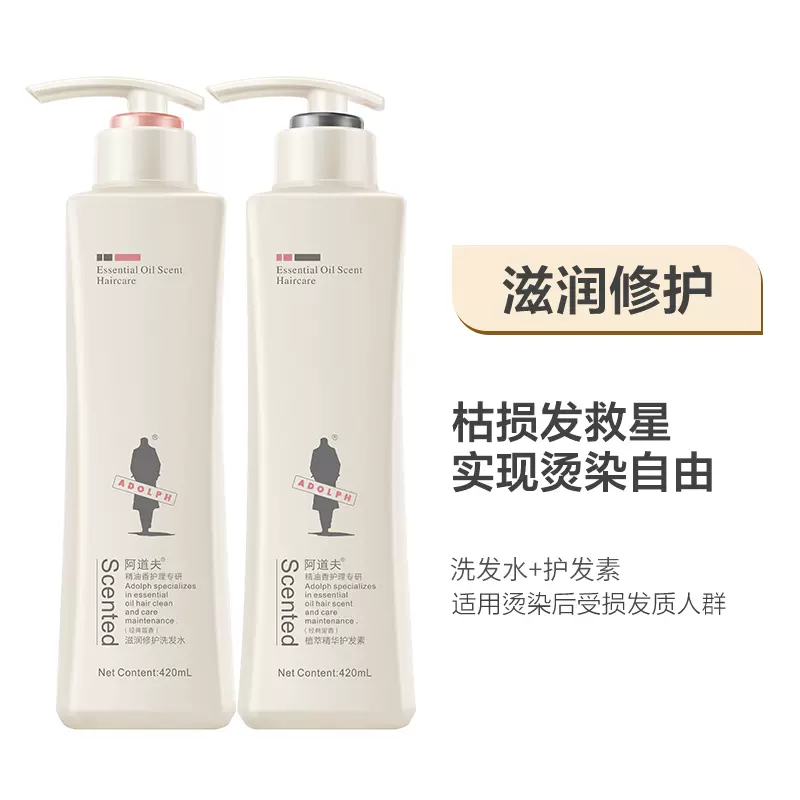 Essential Oil Scent
Haircare
®
ADOLPH
Scented
阿道夫®
精油香护理专研
Adolph specializes
in essential
oil hair clean
and care
maintenance.
(经典留香)
滋润修护洗发水
Net Content:420mL
Essential Oil Scent
Haircare
®
ADOLPH
Scented
阿道夫®
精油香护理专研
Adolph specializes
in essential
oil hair scent
and care
maintenance.
(经典留香)
植萃精华护发素
Net Content:420mL
滋润修护
枯损发救星
实现烫染自由
洗发水+护发素
适用烫染后受损发质人群